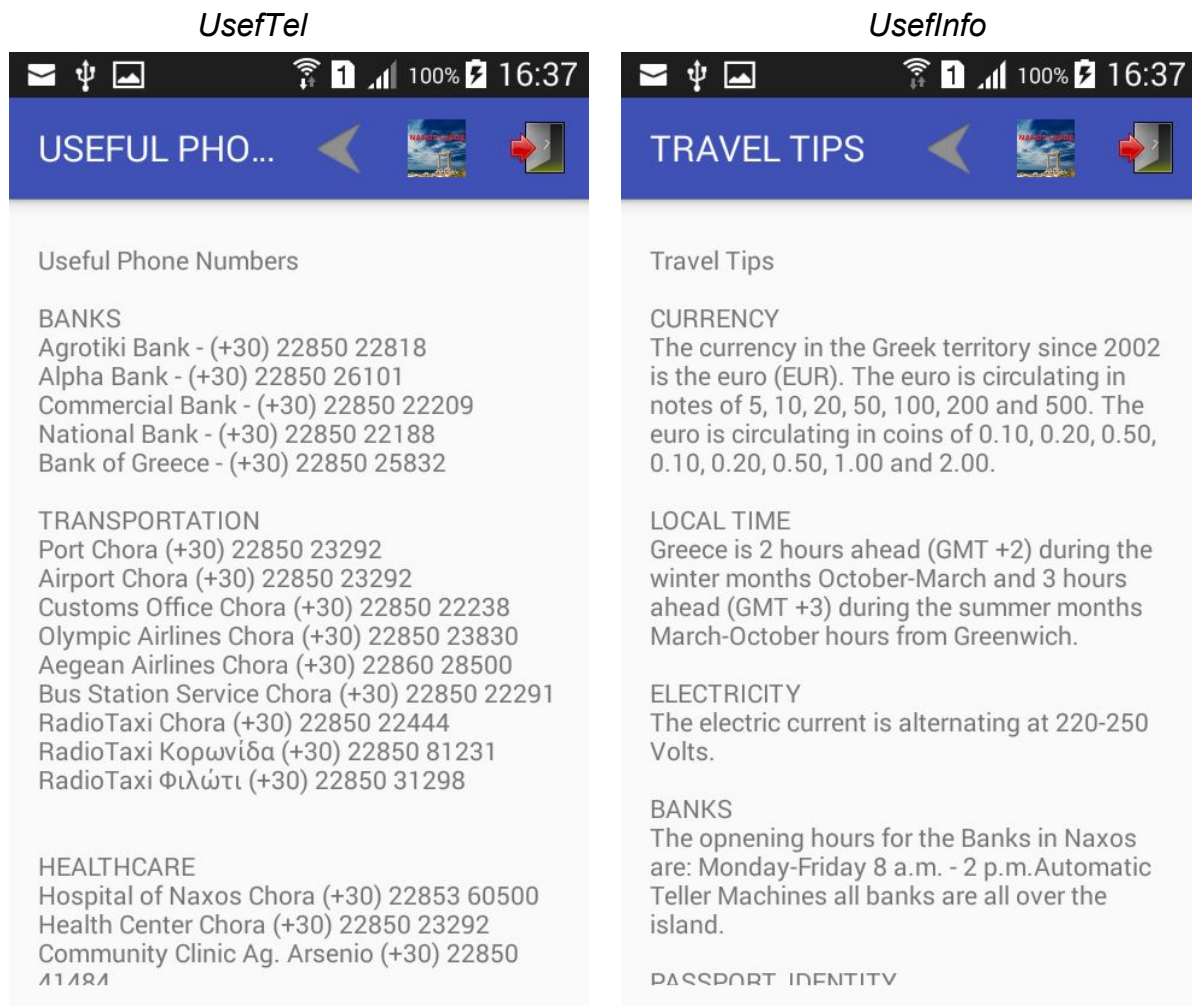 UsefTel
100% 16:37
USEFUL PHO...
Useful Phone Numbers
BANKS
Agrotiki Bank - (+30) 22850 22818
Alpha Bank - (+30) 22850 26101
Commercial Bank - (+30) 22850 22209
National Bank - (+30) 22850 22188
Bank of Greece - (+30) 22850 25832
TRANSPORTATION
Port Chora (+30) 22850 23292
Airport Chora (+30) 22850 23292
Customs Office Chora (+30) 22850 22238
Olympic Airlines Chora (+30) 22850 23830
Aegean Airlines Chora (+30) 22860 28500
Bus Station Service Chora (+30) 22850 22291
RadioTaxi Chora (+30) 22850 22444
RadioTaxi Κορωνίδα (+30) 22850 81231
RadioTaxi Φιλώτι (+30) 22850 31298
HEALTHCARE
Hospital of Naxos Chora (+30) 22853 60500
Health Center Chora (+30) 22850 23292
Community Clinic Ag. Arsenio (+30) 22850
41484
UsefInfo
1 100% 16:37
TRAVEL TIPS
Travel Tips
CURRENCY
The currency in the Greek territory since 2002
is the euro (EUR). The euro is circulating in
notes of 5, 10, 20, 50, 100, 200 and 500. The
euro is circulating in coins of 0.10, 0.20, 0.50,
0.10, 0.20, 0.50, 1.00 and 2.00.
LOCAL TIME
Greece is 2 hours ahead (GMT +2) during the
winter months October-March and 3 hours
ahead (GMT +3) during the summer months
March-October hours from Greenwich.
ELECTRICITY
The electric current is alternating at 220-250
Volts.
BANKS
The opnening hours for the Banks in Naxos
are: Monday-Friday 8 a.m. - 2 p.m.Automatic
Teller Machines all banks are all over the
island.
PASSPORT, IDENTITY